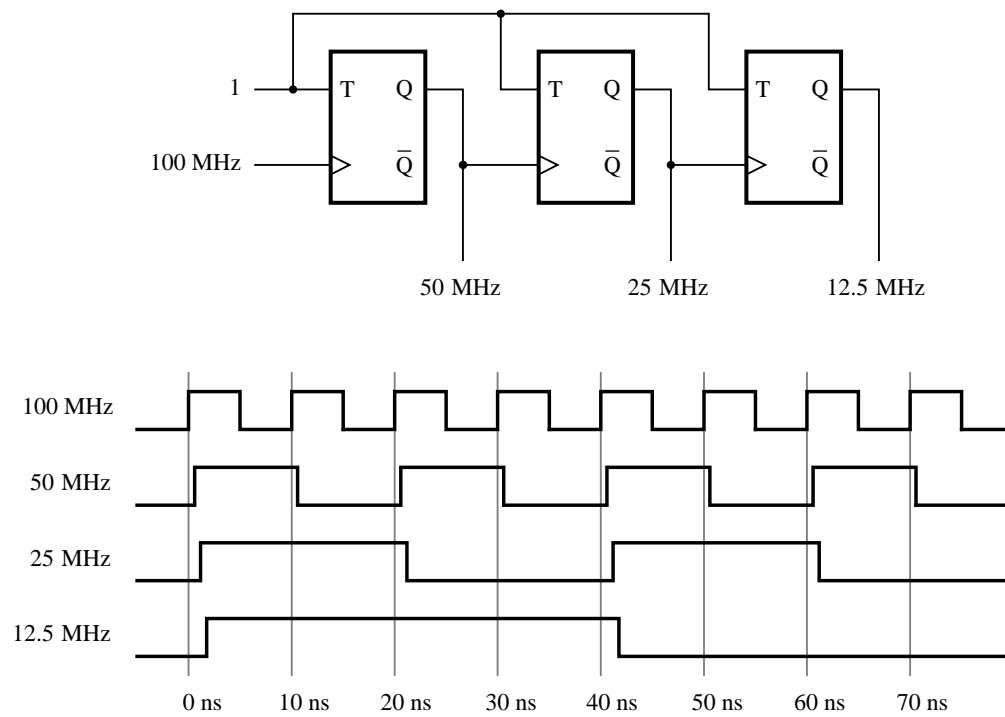 1 T Q T Q T Q
100 MHz Q̅ Q̅ Q̅
50 MHz 25 MHz 12.5 MHz
100 MHz
50 MHz
25 MHz
12.5 MHz
0 ns 10 ns 20 ns 30 ns 40 ns 50 ns 60 ns 70 ns